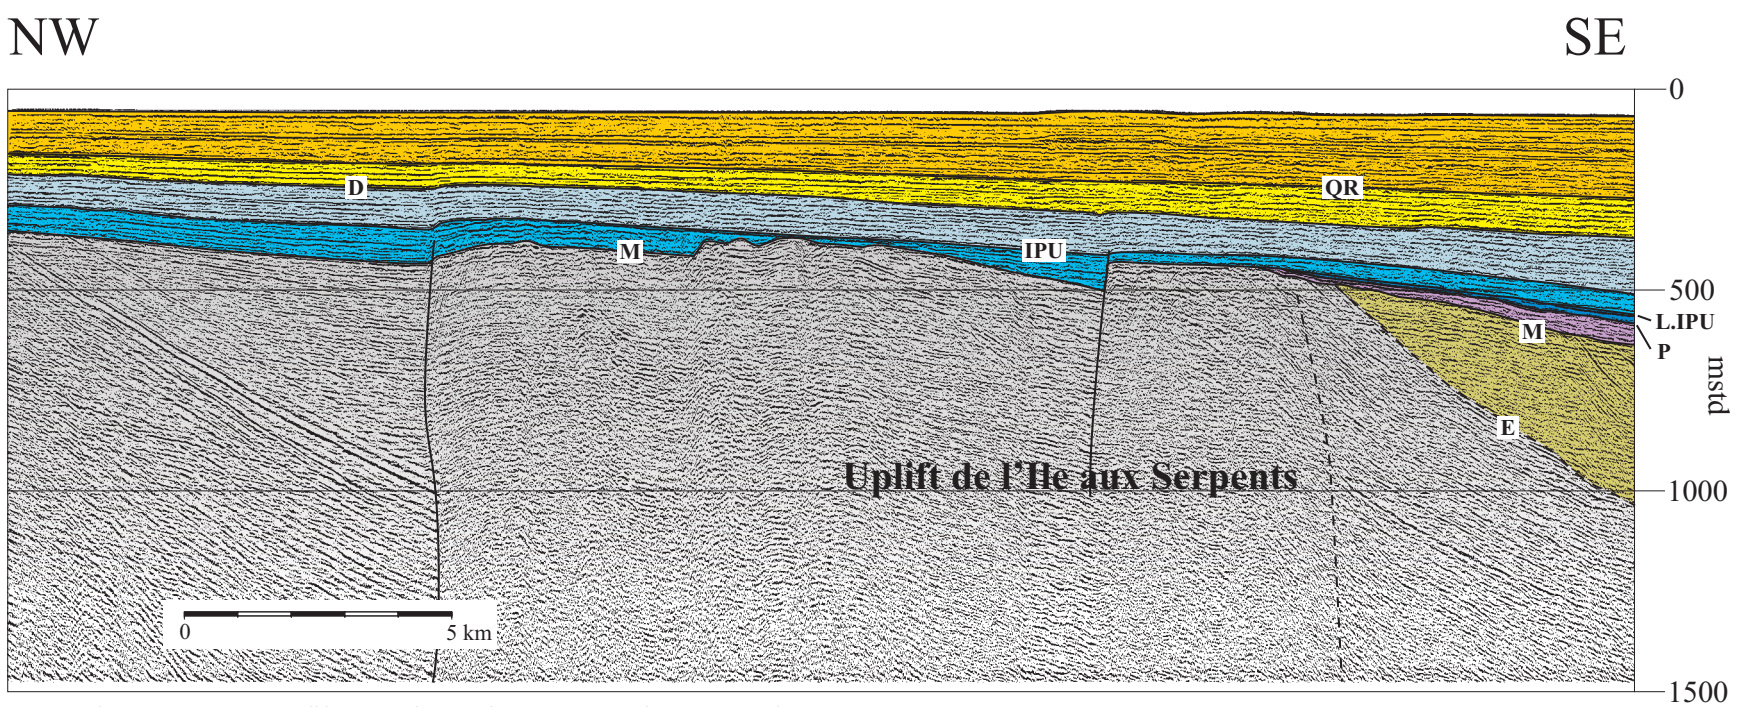 NW
SE
0
D
QR
M
IPU
500
L.IPU
M
P
mstd
E
Uplift de l'Ile aux Serpents
1000
0
5 km
1500